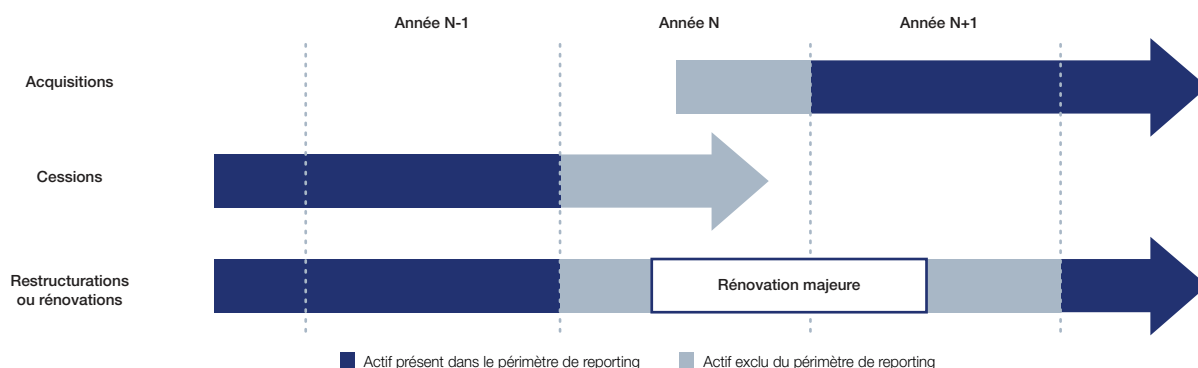 Année N-1
Année N
Année N+1
Acquisitions
Cessions
Restructurations
ou rénovations
Rénovation majeure
Actif présent dans le périmètre de reporting
Actif exclu du périmètre de reporting